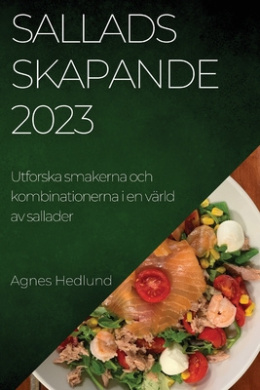 SALLADS
SKAPANDE
2023
Utforska smakerna och
kombinationerna i en värld
av sallader
Agnes Hedlund